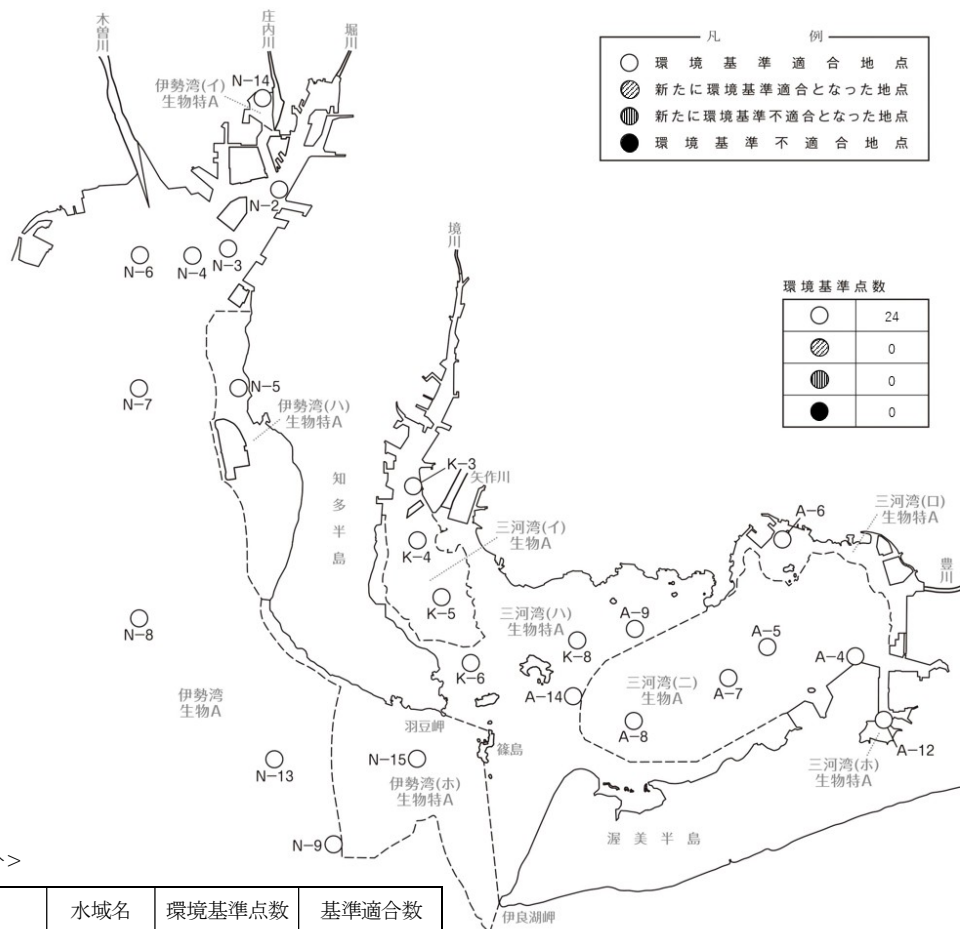 木曽川
庄内川
堀川
凡 例
環境基準適合地点
新たに環境基準適合となった地点
新たに環境基準不適合となった地点
環境基準不適合地点
伊勢湾(イ)
生物特A
N-14
N-2
境川
N-6
N-4
N-3
環境基準点数
24
0
0
0
N-7
N-5
伊勢湾(ハ)
生物特A
知多半島
K-3
矢作川
K-4
三河湾(イ)
生物A
A-6
三河湾(ロ)
生物特A
豊川
K-5
N-8
三河湾(ハ)
生物特A
A-9
K-8
A-5
A-4
K-6
A-14
三河湾(ニ)
生物A
A-7
A-8
伊勢湾
生物A
羽豆岬
篠島
A-12
三河湾(ホ)
生物特A
N-13
N-15
伊勢湾(ホ)
生物特A
渥美半島
N-9
>
水域名 環境基準点数 基準適合数
伊良湖岬